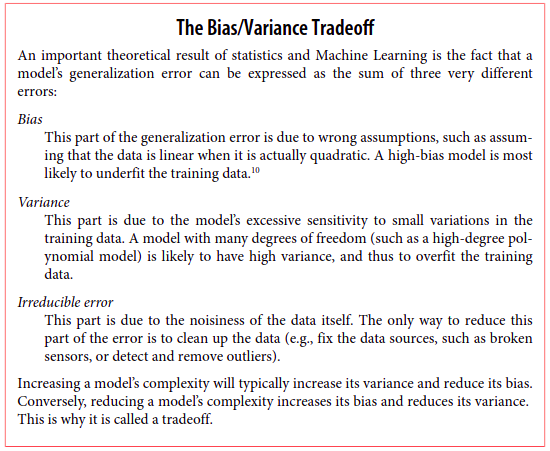 The Bias/Variance Tradeoff
An important theoretical result of statistics and Machine Learning is the fact that a
model’s generalization error can be expressed as the sum of three very different
errors:
Bias
This part of the generalization error is due to wrong assumptions, such as assum-
ing that the data is linear when it is actually quadratic. A high-bias model is most
likely to underfit the training data.¹⁰
Variance
This part is due to the model’s excessive sensitivity to small variations in the
training data. A model with many degrees of freedom (such as a high-degree pol-
ynomial model) is likely to have high variance, and thus to overfit the training
data.
Irreducible error
This part is due to the noisiness of the data itself. The only way to reduce this
part of the error is to clean up the data (e.g., fix the data sources, such as broken
sensors, or detect and remove outliers).
Increasing a model’s complexity will typically increase its variance and reduce its bias.
Conversely, reducing a model’s complexity increases its bias and reduces its variance.
This is why it is called a tradeoff.